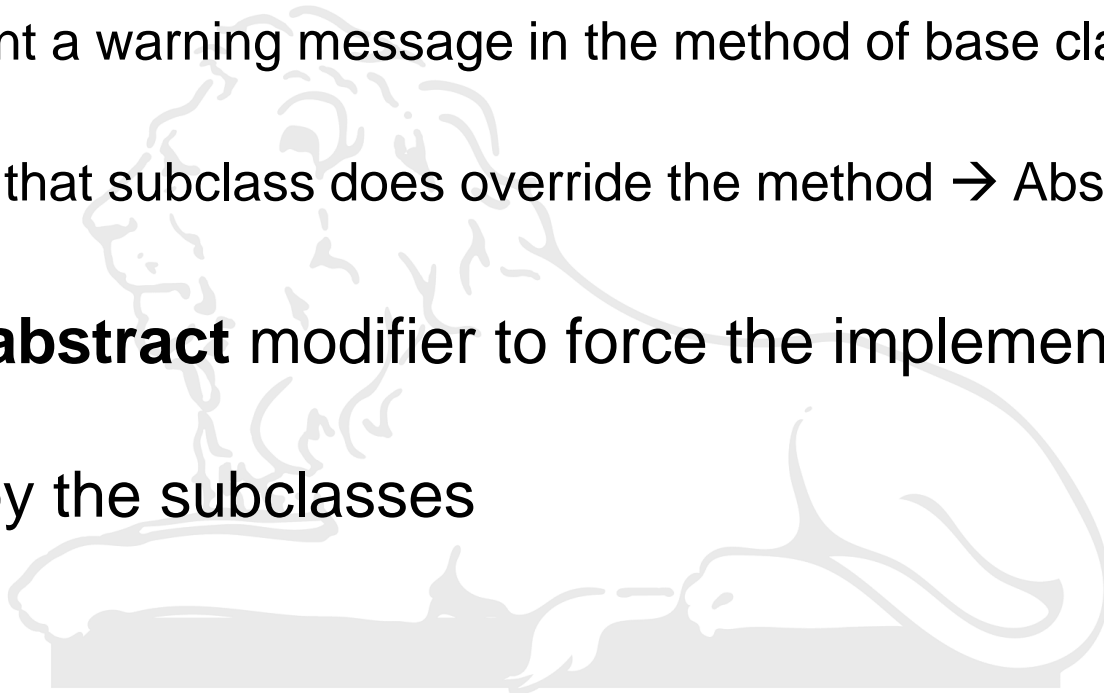 nt a warning message in the method of base cla
that subclass does override the method → Abs
abstract modifier to force the implemen
y the subclasses